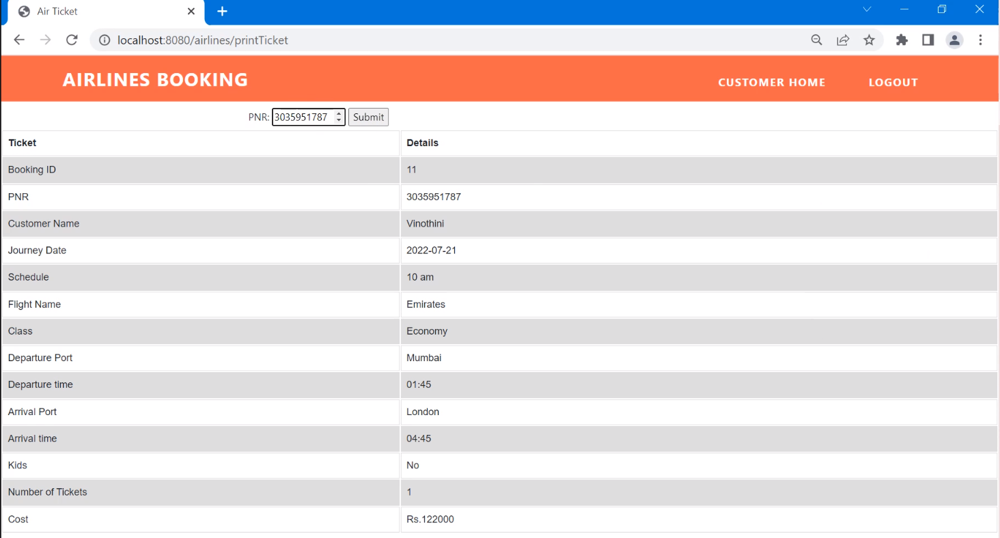 Air Ticket
localhost:8080/airlines/printTicket
AIRLINES BOOKING CUSTOMER HOME LOGOUT
PNR: 3035951787 Submit
Ticket Details
Booking ID 11
PNR 3035951787
Customer Name Vinothini
Journey Date 2022-07-21
Schedule 10 am
Flight Name Emirates
Class Economy
Departure Port Mumbai
Departure time 01:45
Arrival Port London
Arrival time 04:45
Kids No
Number of Tickets 1
Cost Rs.122000